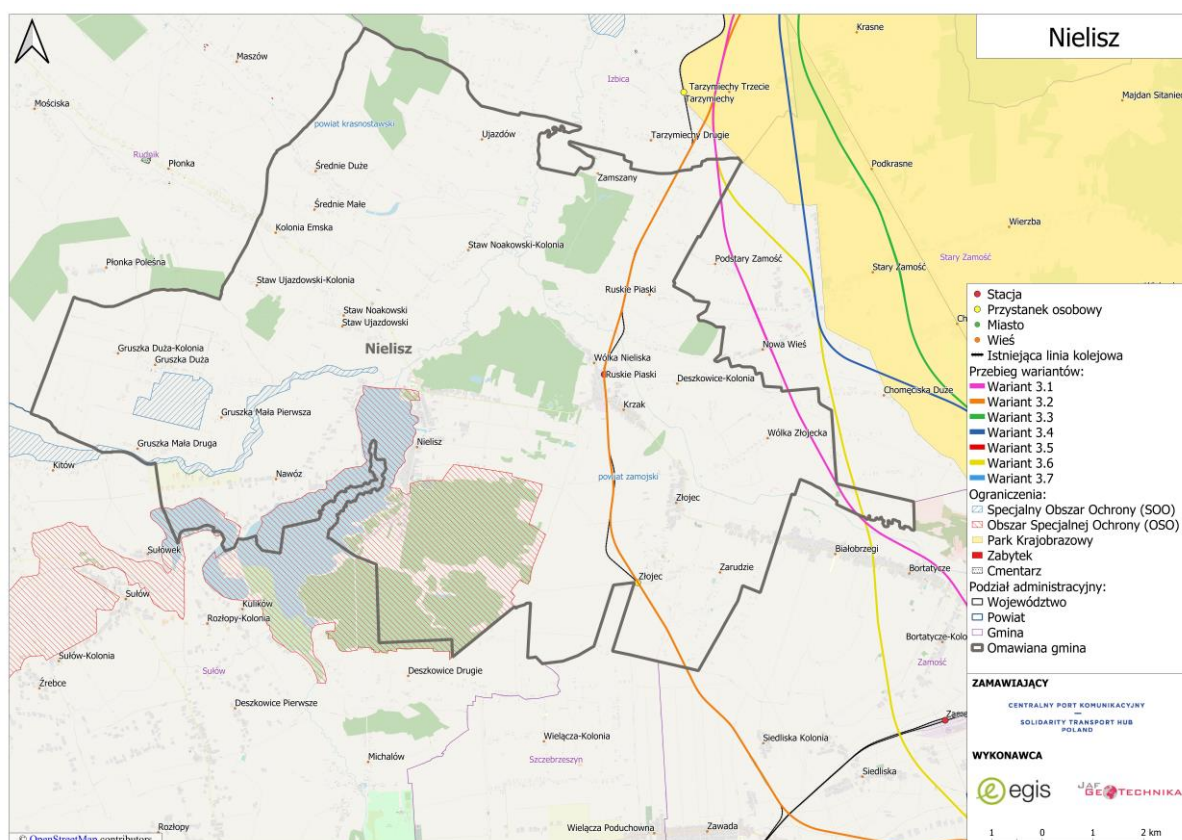 Nielisz
Krasne
Maszów
Izbica
Tarzymiechy Trzecie
Tarzymiechy
Majdan Sitaniec
Mościska
powiat krasnostawski
Ujazdów
Tarzymiechy Drugie
Rudnik
Płonka
Średnie Duże
Zamszany
Podkrasne
Średnie Małe
Wierzba
Kolonia Emska
Staw Noakowski-Kolonia
Płonka Poleśna
Podstary Zamość
Stary Zamość
Stary Zamość
Staw Ujazdowski-Kolonia
Ruskie Piaski
Staw Noakowski
Staw Ujazdowski
Nielisz
Gruszka Duża-Kolonia
Gruszka Duża
Wólka Nieliska
Nowa Wieś
Ruskie Piaski
Deszkowice-Kolonia
Chomęciska Duże
Gruszka Mała Pierwsza
Krzak
Gruszka Mała Druga
Nielisz
Wólka Złojecka
Kitów
Nawóz
powiat zamojski
Złojec
Sułówek
Białobrzegi
Złojec
Zarudzie
Bortatycze
Sułów
Kulików
Rozłopy-Kolonia
Bortatycze-Kolo
Sułów-Kolonia
Sułów
Deszkowice Drugie
Zamość
Źrebce
Deszkowice Pierwsze
Zamo
Wielącza-Kolonia
Siedliska Kolonia
Michalów
Szczebrzeszyn
Siedliska
Rozłopy
Wielącza Poduchowna
Zawada
© OpenStreetMap contributors
Stacja
Przystanek osobowy
Miasto
Wieś
Istniejąca linia kolejowa
Przebieg wariantów:
Wariant 3.1
Wariant 3.2
Wariant 3.3
Wariant 3.4
Wariant 3.5
Wariant 3.6
Wariant 3.7
Ograniczenia:
Specjalny Obszar Ochrony (SOO)
Obszar Specjalnej Ochrony (OSO)
Park Krajobrazowy
Zabytek
Cmentarz
Podział administracyjny:
Województwo
Powiat
Gmina
Omawiana gmina
ZAMAWIAJĄCY
CENTRALNY PORT KOMUNIKACYJNY
SOLIDARITY TRANSPORT HUB
POLAND
WYKONAWCA
egis
JAF
GEOTECHNIKA
1 0 1 2 km